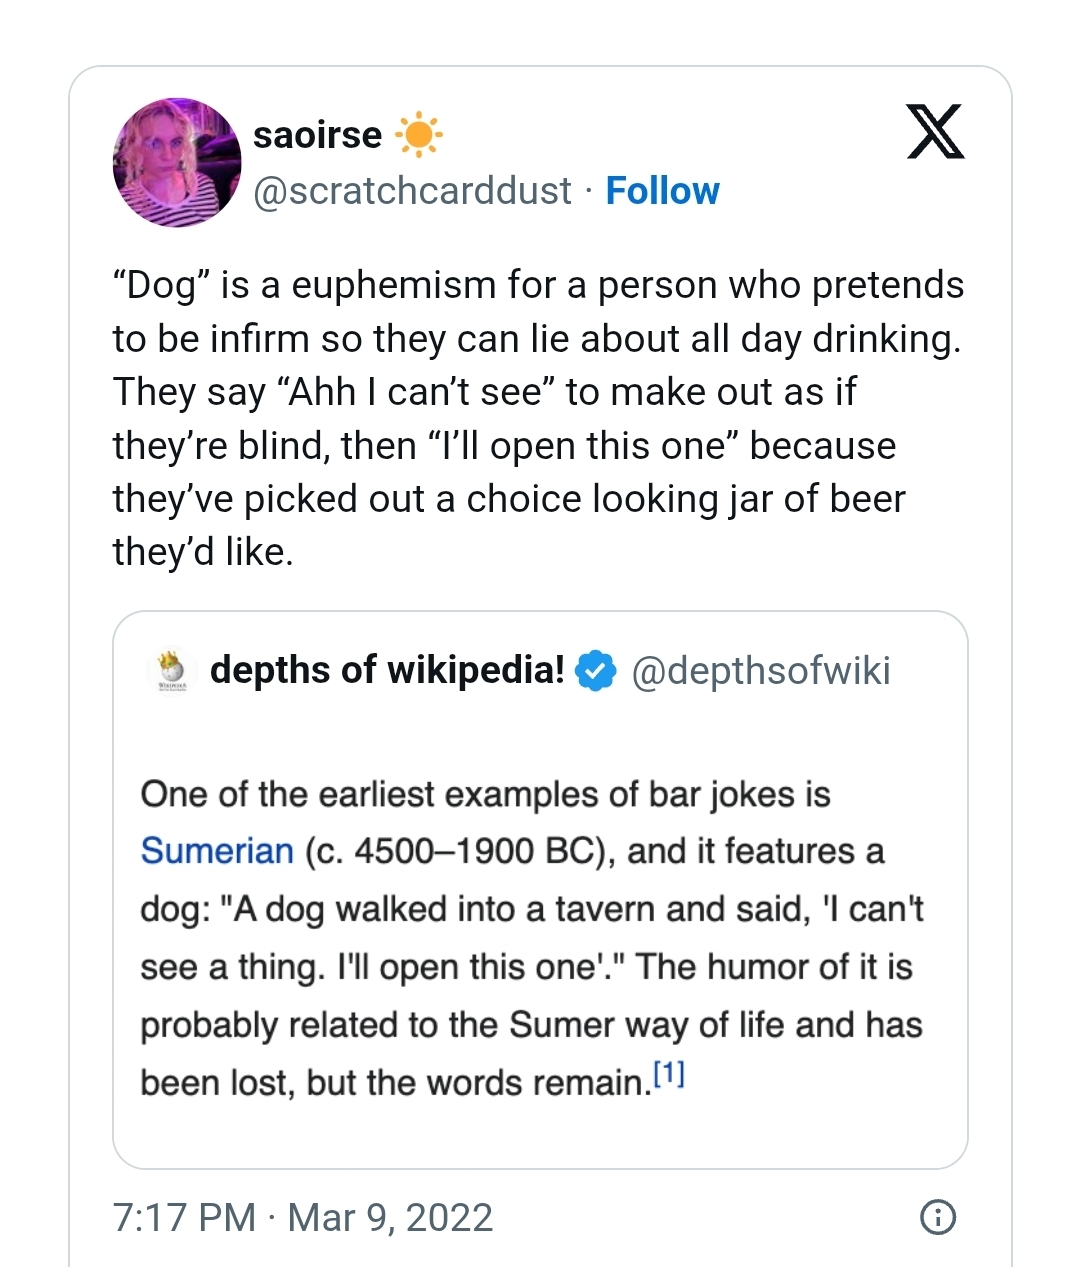 saoirse ☀️
@scratchcarddust · Follow
“Dog” is a euphemism for a person who pretends
to be infirm so they can lie about all day drinking.
They say “Ahh I can’t see” to make out as if
they’re blind, then “I’ll open this one” because
they’ve picked out a choice looking jar of beer
they’d like.
depths of wikipedia! @depthsofwiki
One of the earliest examples of bar jokes is
Sumerian (c. 4500–1900 BC), and it features a
dog: "A dog walked into a tavern and said, 'I can't
see a thing. I'll open this one'." The humor of it is
probably related to the Sumer way of life and has
been lost, but the words remain.[1]
7:17 PM · Mar 9, 2022